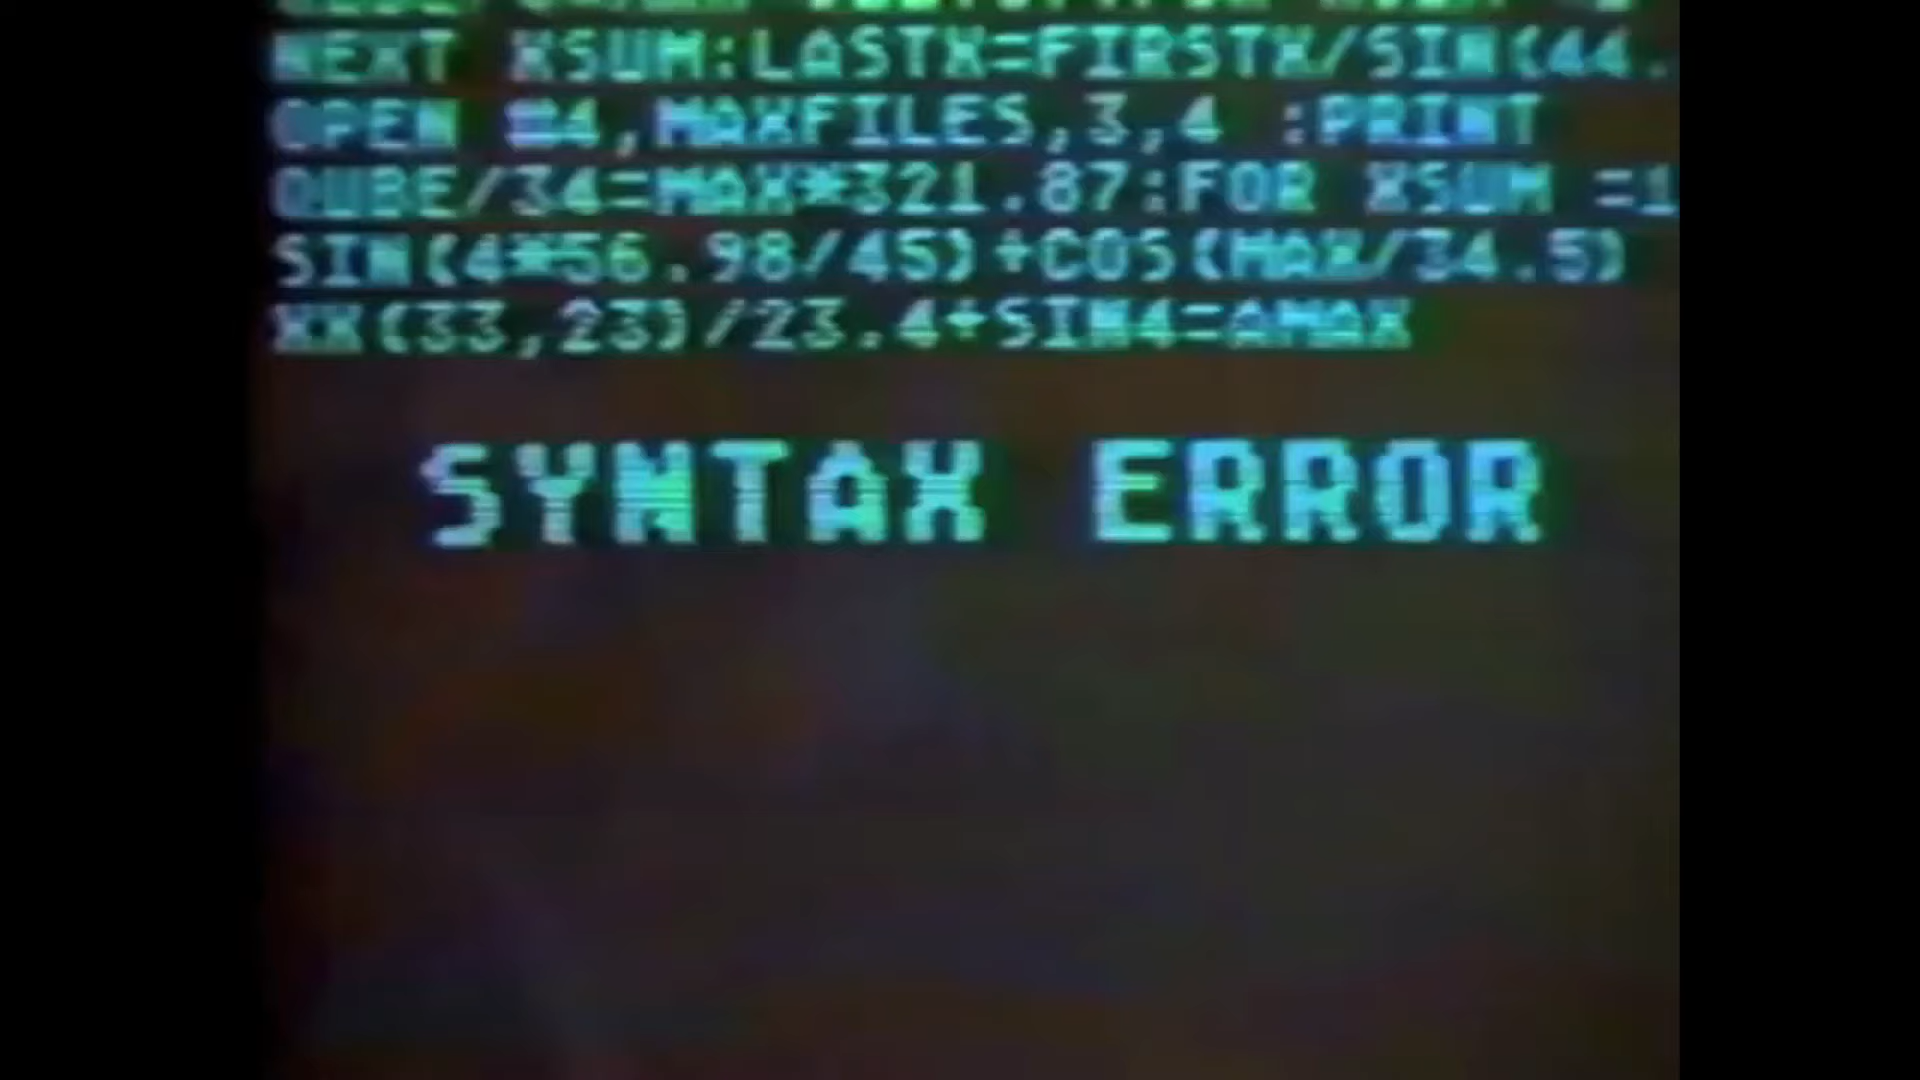 NEXT XSUM:LASTX=FIRSTX/SIN(44.
OPEN #4,MAXFILES,3,4 :PRINT
QUBE/34=MAX*321.87:FOR XSUM =1
SIN(4*56.98/45)+COS(MAX/34.5)
XX(33,23)/23.4+SIN4=AMAX
SYNTAX ERROR